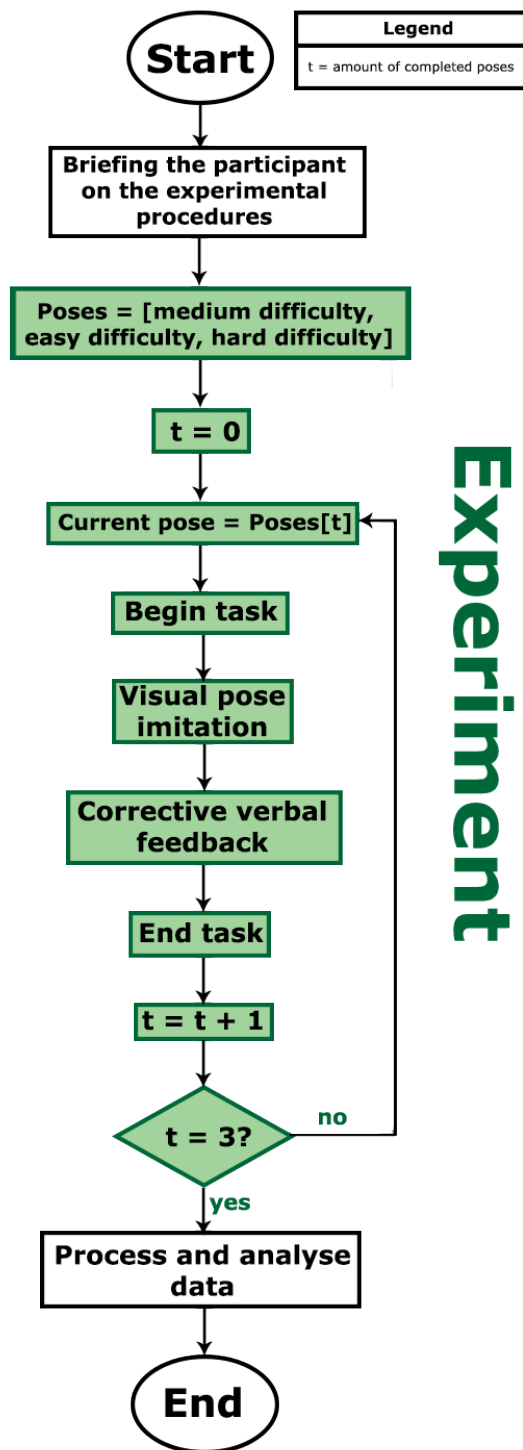 Start
Legend
t = amount of completed poses
Briefing the participant
on the experimental
procedures
Poses = [medium difficulty,
easy difficulty, hard difficulty]
t = 0
Current pose = Poses[t]
Begin task
Visual pose
imitation
Corrective verbal
feedback
End task
t = t + 1
t = 3?
no
yes
Process and analyse
data
End
Experiment